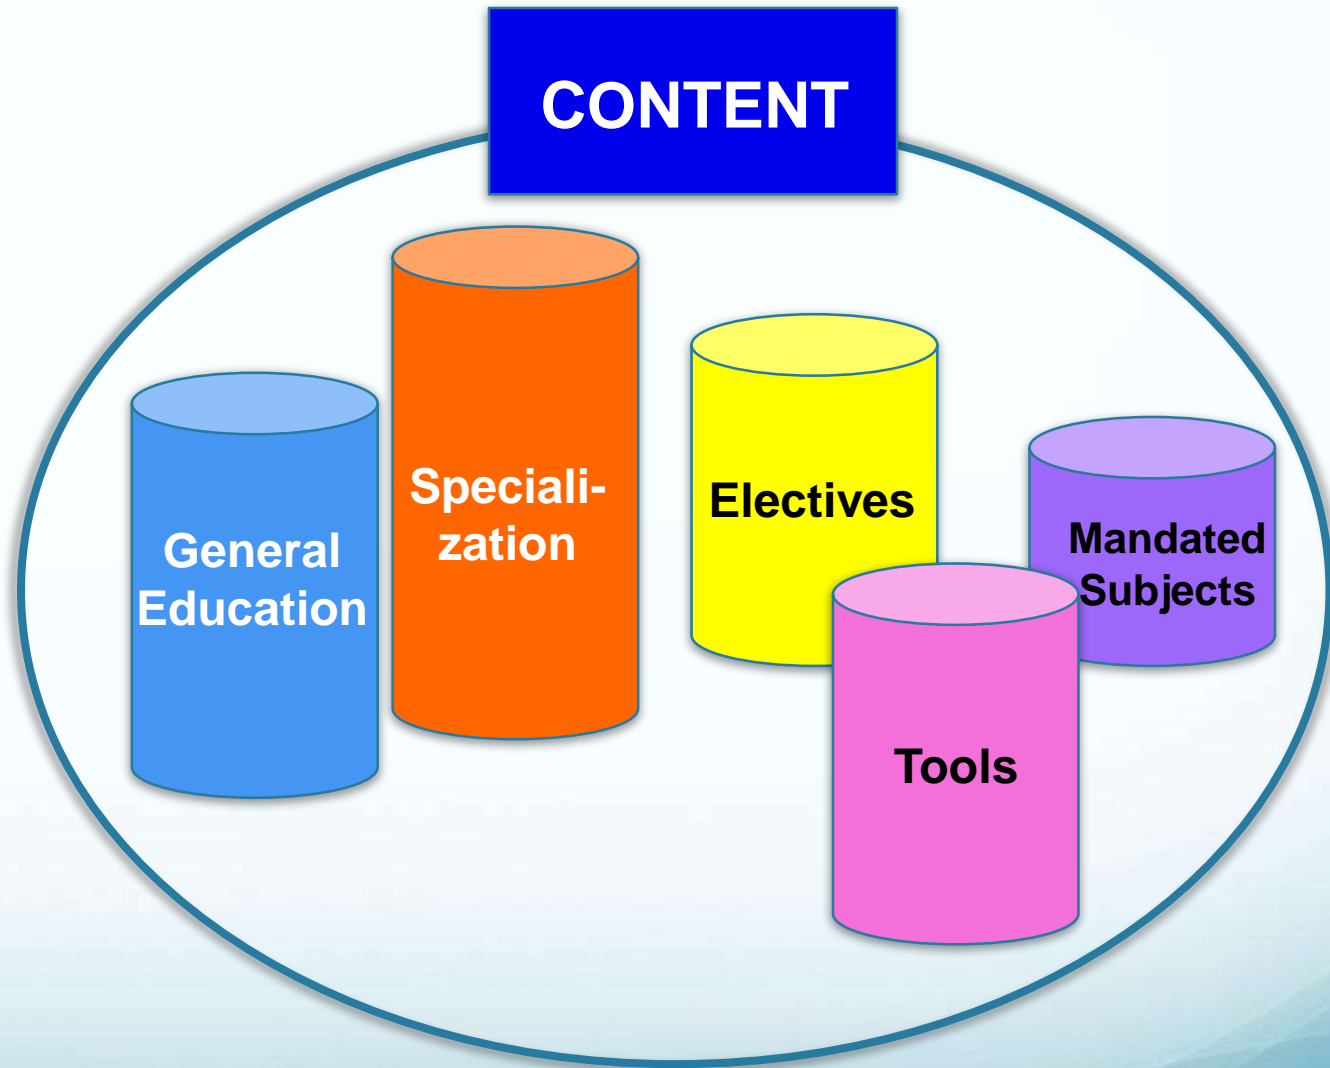 CONTENT
General
Education
Speciali-
zation
Electives
Mandated
Subjects
Tools